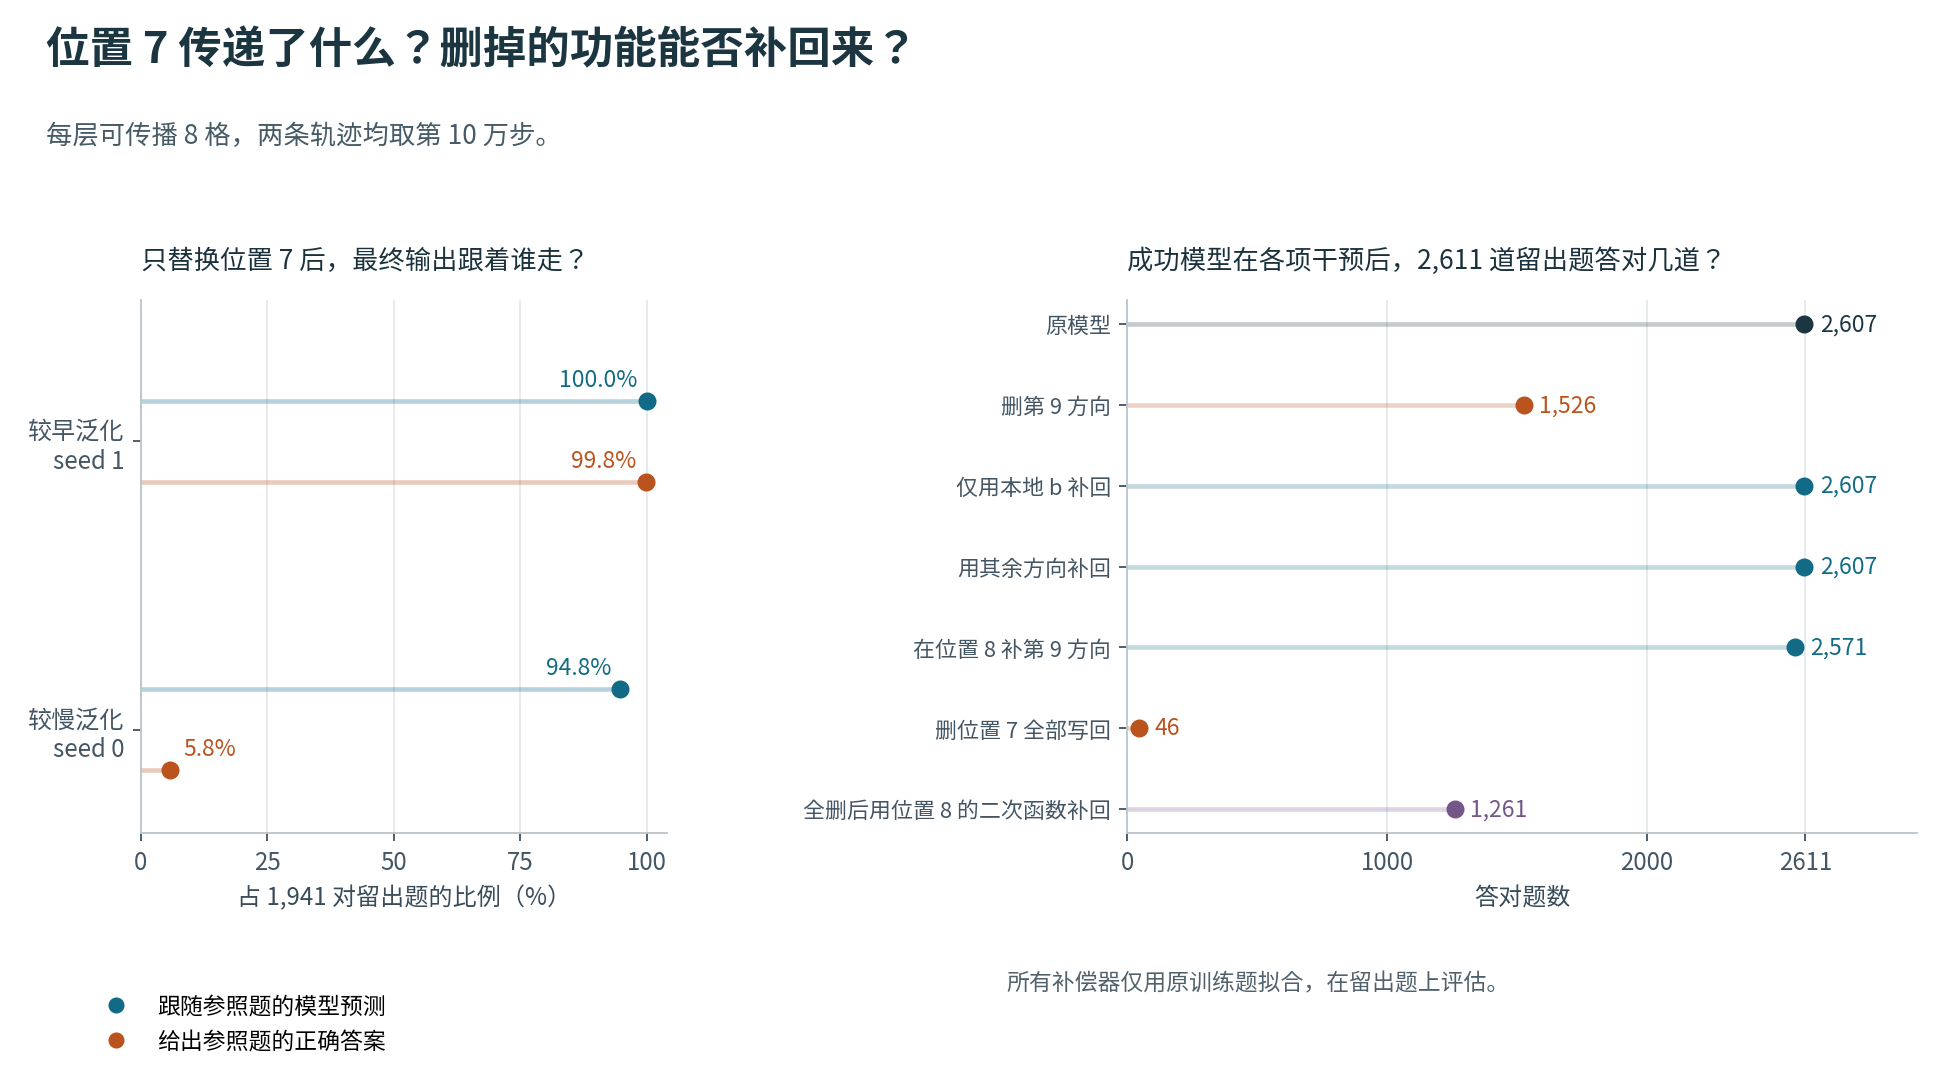 位置 7 传递了什么？删掉的功能能否补回来？
每层可传播 8 格，两条轨迹均取第 10 万步。
只替换位置 7 后，最终输出跟着谁走？
100.0%
较早泛化
seed 1
99.8%
94.8%
较慢泛化
seed 0
5.8%
0
25
50
75
100
占 1,941 对留出题的比例（%）
跟随参照题的模型预测
给出参照题的正确答案
成功模型在各项干预后，2,611 道留出题答对几道？
原模型
2,607
删第 9 方向
1,526
仅用本地 b 补回
2,607
用其余方向补回
2,607
在位置 8 补第 9 方向
2,571
删位置 7 全部写回
46
全删后用位置 8 的二次函数补回
1,261
0
1000
2000
2611
答对题数
所有补偿器仅用原训练题拟合，在留出题上评估。